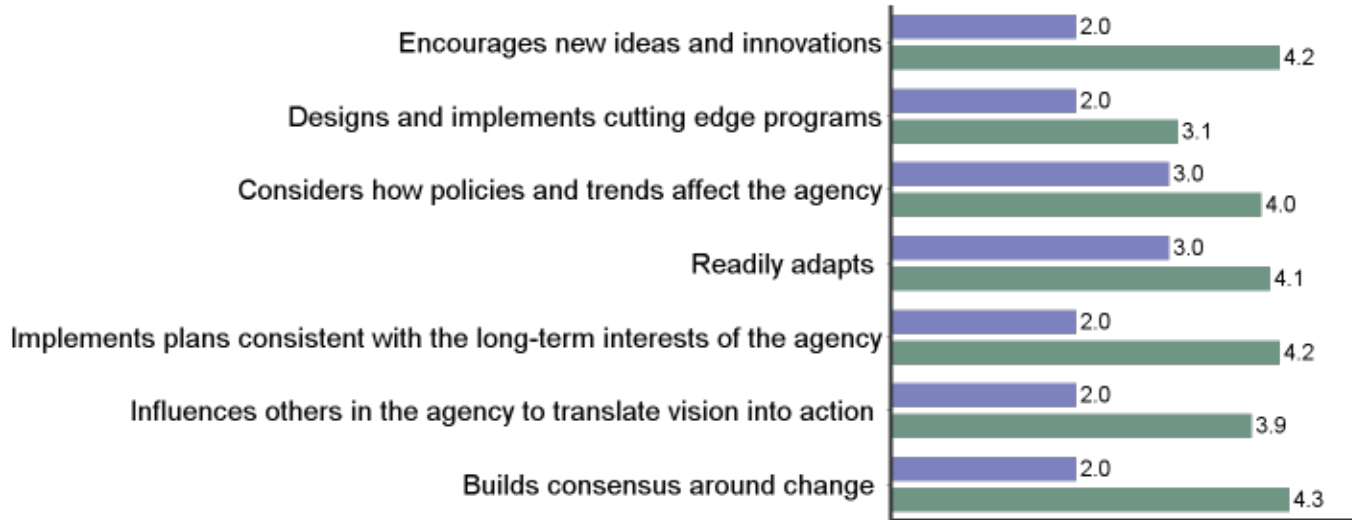 Encourages new ideas and innovations
2.0
4.2
Designs and implements cutting edge programs
2.0
3.1
Considers how policies and trends affect the agency
3.0
4.0
Readily adapts
3.0
4.1
Implements plans consistent with the long-term interests of the agency
2.0
4.2
Influences others in the agency to translate vision into action
2.0
3.9
Builds consensus around change
2.0
4.3